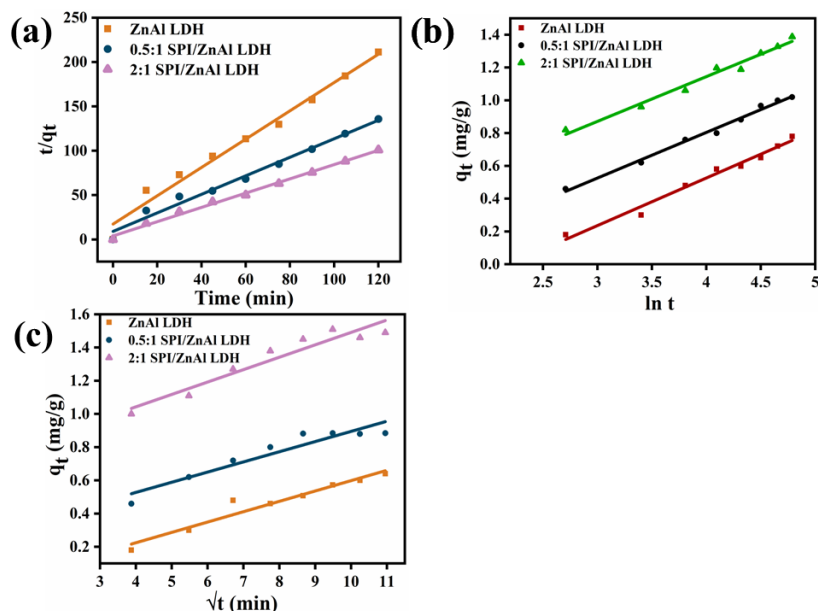 (a)
ZnAl LDH
0.5:1 SPI/ZnAl LDH
2:1 SPI/ZnAl LDH
250
200
150
100
50
0
t/qt
0 20 40 60 80 100 120
Time (min)
(b)
ZnAl LDH
0.5:1 SPI/ZnAl LDH
2:1 SPI/ZnAl LDH
1.4
1.2
1.0
0.8
0.6
0.4
0.2
0.0
qt (mg/g)
2.5 3 3.5 4 4.5 5
ln t
(c)
ZnAl LDH
0.5:1 SPI/ZnAl LDH
2:1 SPI/ZnAl LDH
1.6
1.4
1.2
1.0
0.8
0.6
0.4
0.2
qt (mg/g)
3 4 5 6 7 8 9 10 11
√t (min)